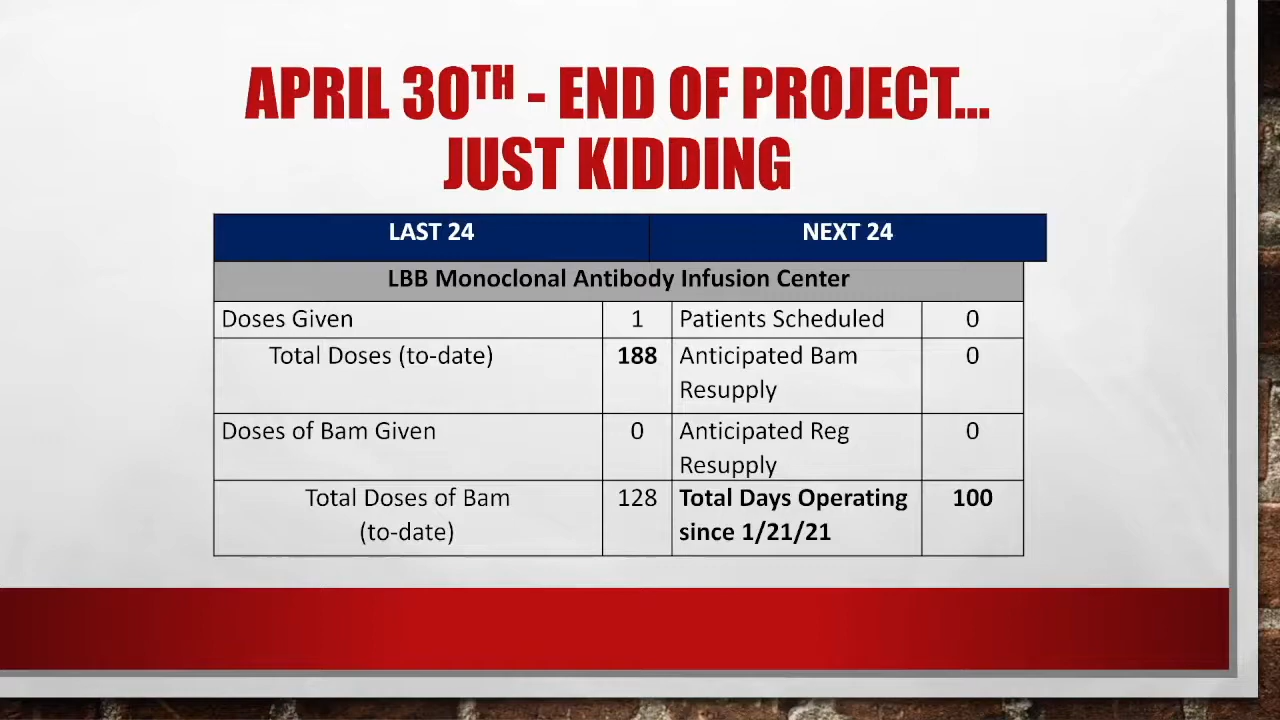 APRIL 30TH - END OF PROJECT...
JUST KIDDING
LAST 24 NEXT 24
LBB Monoclonal Antibody Infusion Center
Doses Given 1 Patients Scheduled 0
Total Doses (to-date) 188 Anticipated Bam 0
Resupply
Doses of Bam Given 0 Anticipated Reg 0
Resupply
Total Doses of Bam 128 Total Days Operating 100
(to-date) since 1/21/21